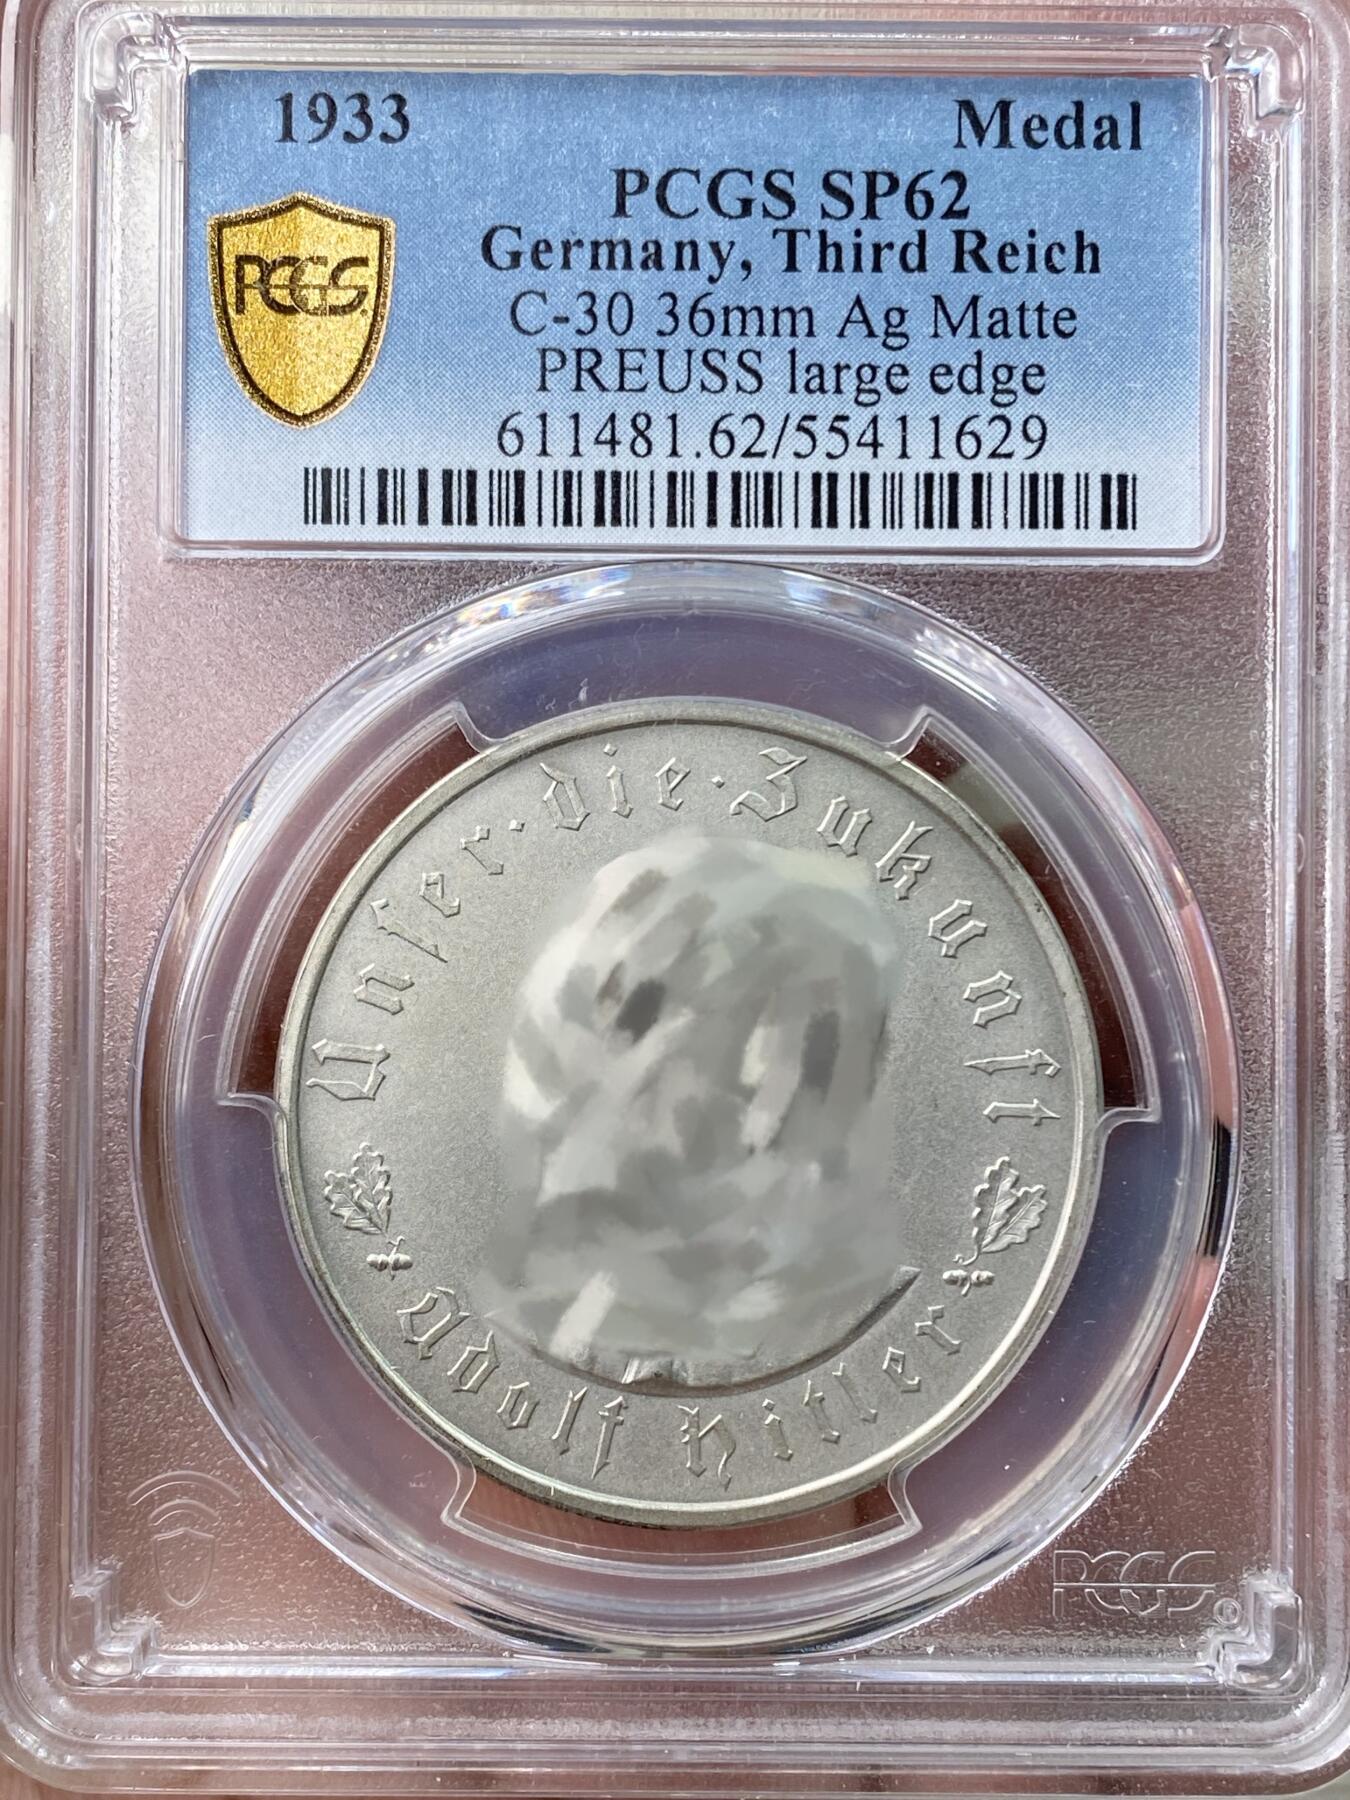 1933
Medal
PCGS SP62
PCGS
Germany, Third Reich
C-30 36mm Ag Matte
PREUSS large edge
611481.62/55411629
Unser·die·Zukunft
Adolf Hitler
PCGS